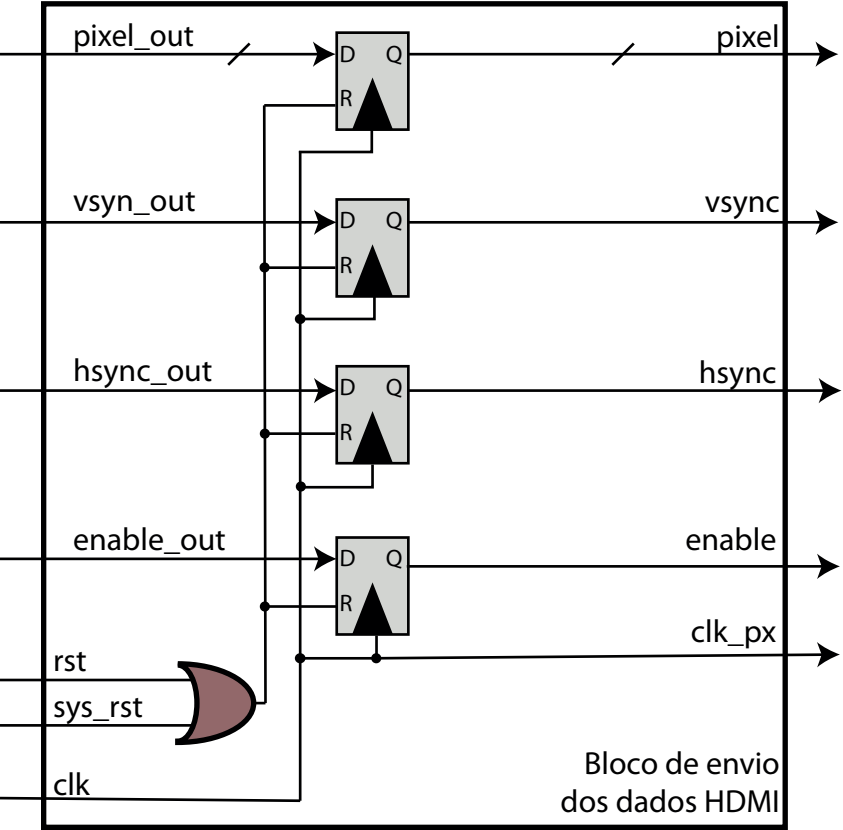 pixel_out
D Q
pixel
R
vsyn_out
D Q
vsync
R
hsync_out
D Q
hsync
R
enable_out
D Q
enable
R
clk_px
rst
sys_rst
clk
Bloco de envio
dos dados HDMI